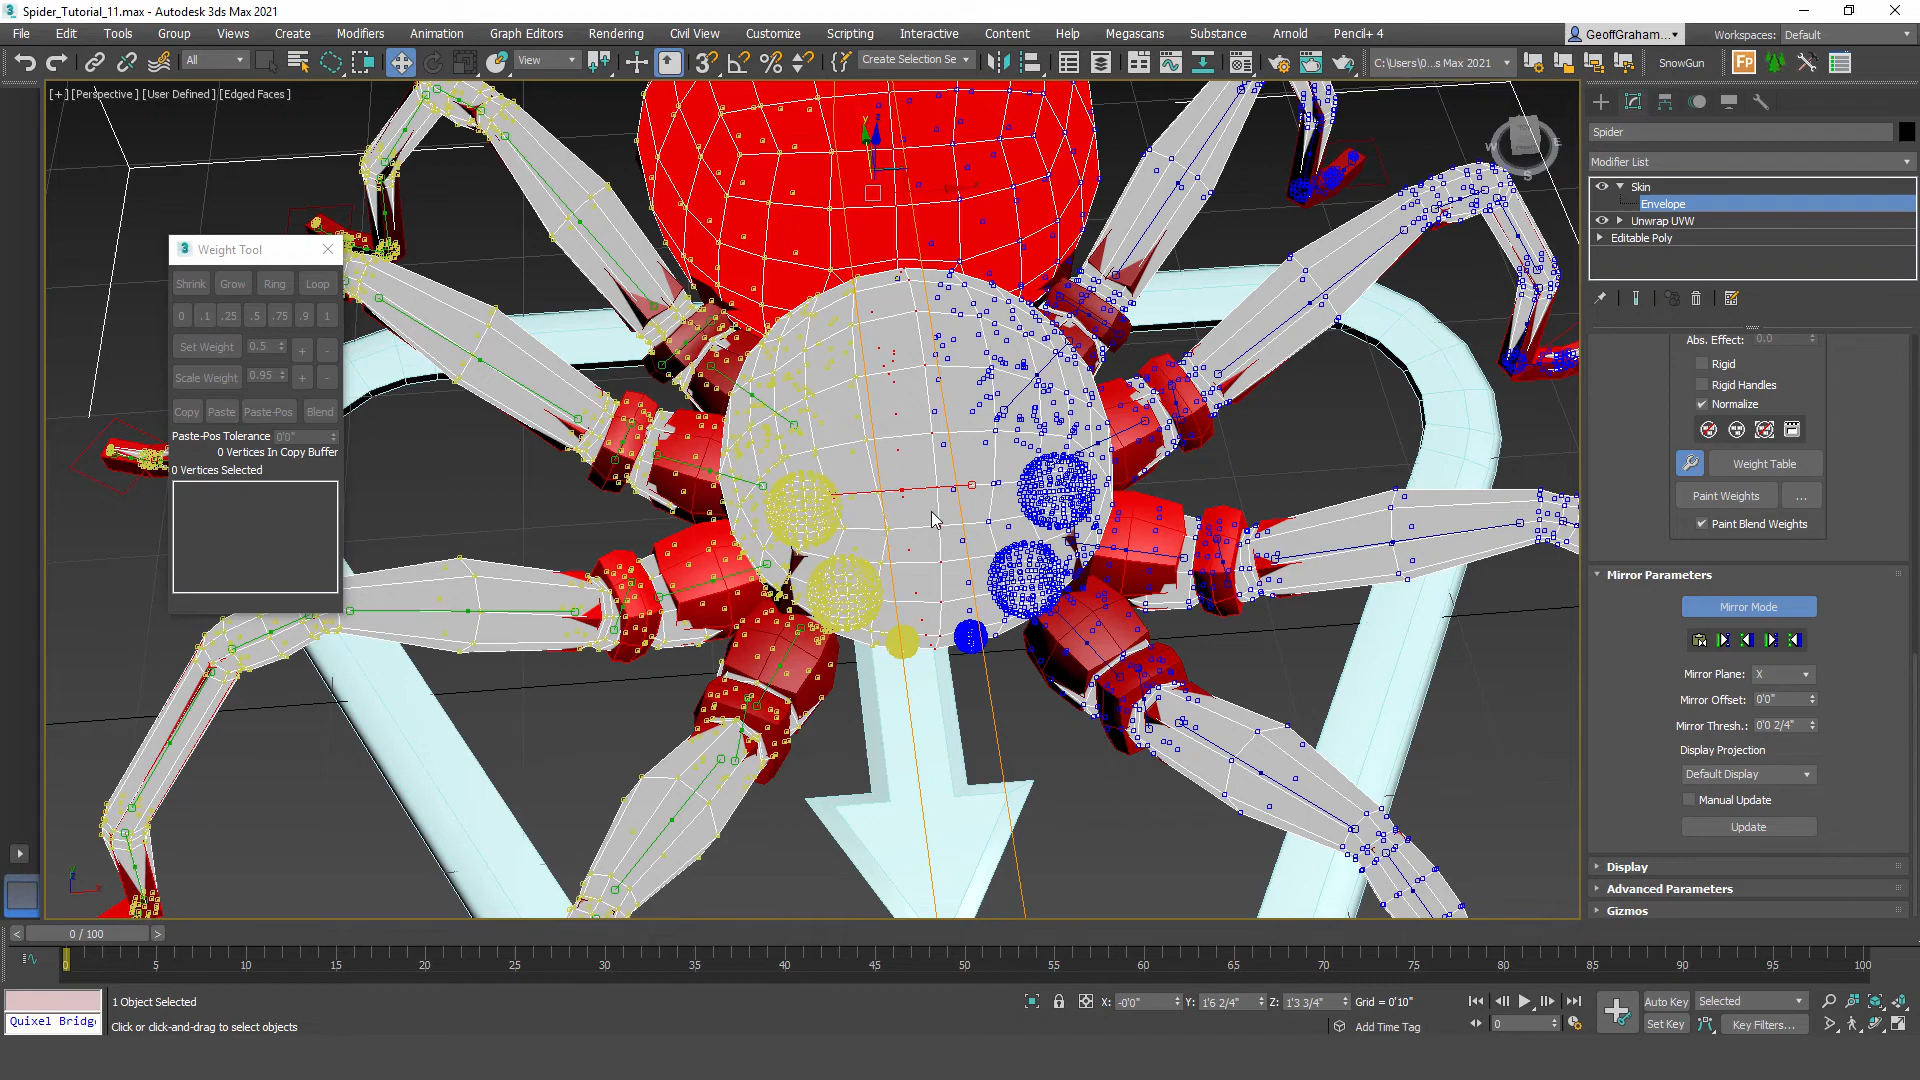 Spider_Tutorial_11.max - Autodesk 3ds Max 2021
File Edit Tools Group Views Create Modifiers Animation Graph Editors Rendering Civil View Customize Scripting Interactive Content Help Megascans Substance Arnold Pencil+ 4
GeoffGraham... Workspaces: Default
All View Create Selection Se C:\Users\0...s Max 2021 SnowGun
[+][Perspective][User Defined][Edged Faces]
Weight Tool
Shrink Grow Ring Loop
0 .1 .25 .5 .75 .9 1
Set Weight 0.5 + -
Scale Weight 0.95 + -
Copy Paste Paste-Pos Blend
Paste-Pos Tolerance 0'0"
0 Vertices In Copy Buffer
0 Vertices Selected
Spider
Modifier List
Skin
Envelope
Unwrap UVW
Editable Poly
Abs. Effect: 0.0
Rigid
Rigid Handles
Normalize
Weight Table
Paint Weights ...
Paint Blend Weights
Mirror Parameters
Mirror Mode
Mirror Plane: X
Mirror Offset: 0'0"
Mirror Thresh.: 0'0 2/4"
Display Projection
Default Display
Manual Update
Update
Display
Advanced Parameters
Gizmos
0 / 100
0 5 10 15 20 25 30 35 40 45 50 55 60 65 70 75 80 85 90 95 100
1 Object Selected
X: -0'0" Y: 1'6 2/4" Z: 1'3 3/4" Grid = 0'10"
Auto Key Selected
Quixel Bridg
Click or click-and-drag to select objects
Add Time Tag
0
Set Key Key Filters...